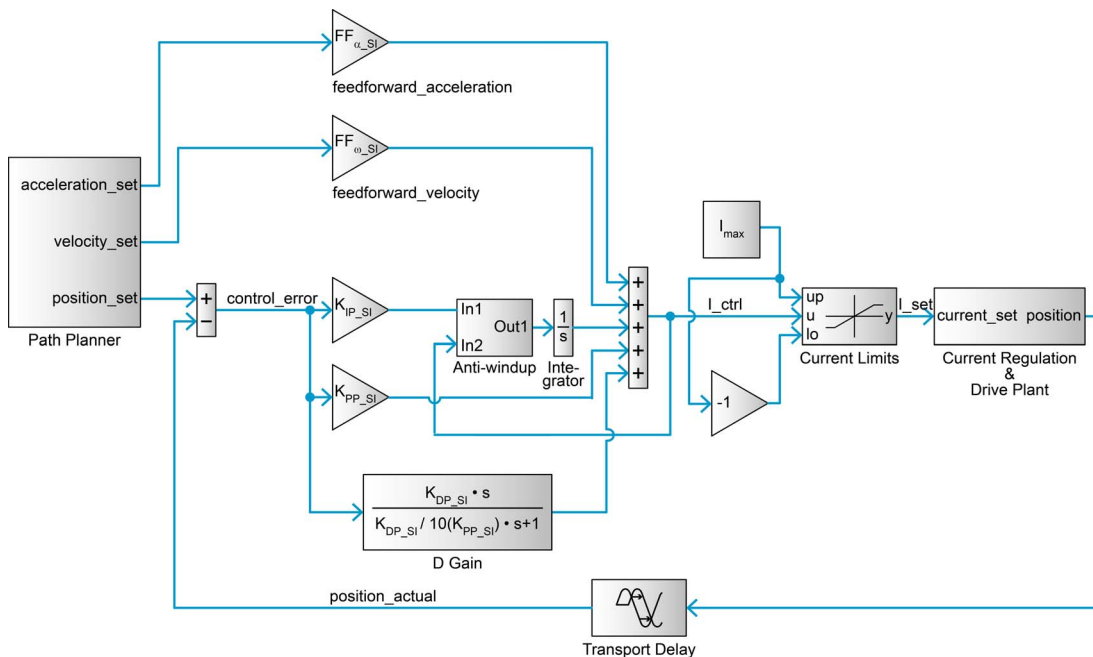 FFα_SI
feedforward_acceleration
FFω_SI
feedforward_velocity
acceleration_set
velocity_set
position_set
Path Planner
+
−
control_error
KIP_SI
KPP_SI
In1
In2
Out1
Anti-windup
1
s
Inte-
grator
+
+
+
+
+
I_ctrl
Imax
-1
up
u
lo
y
Current Limits
I_set
current_set position
Current Regulation
&
Drive Plant
KDP_SI • s
KDP_SI / 10(KPP_SI) • s+1
D Gain
position_actual
Transport Delay